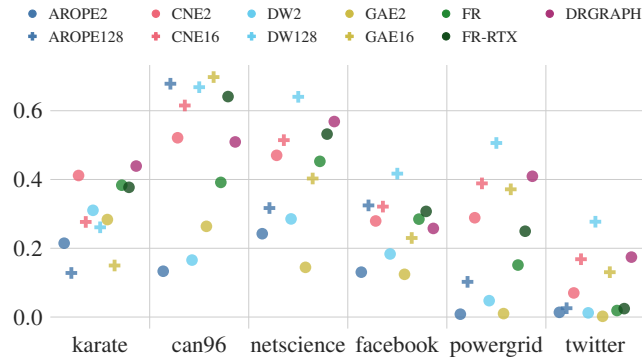 AROPE2 CNE2 DW2 GAE2 FR DRGRAPH
AROPE128 CNE16 DW128 GAE16 FR-RTX
0.6
0.4
0.2
0.0
karate can96 netscience facebook powergrid twitter